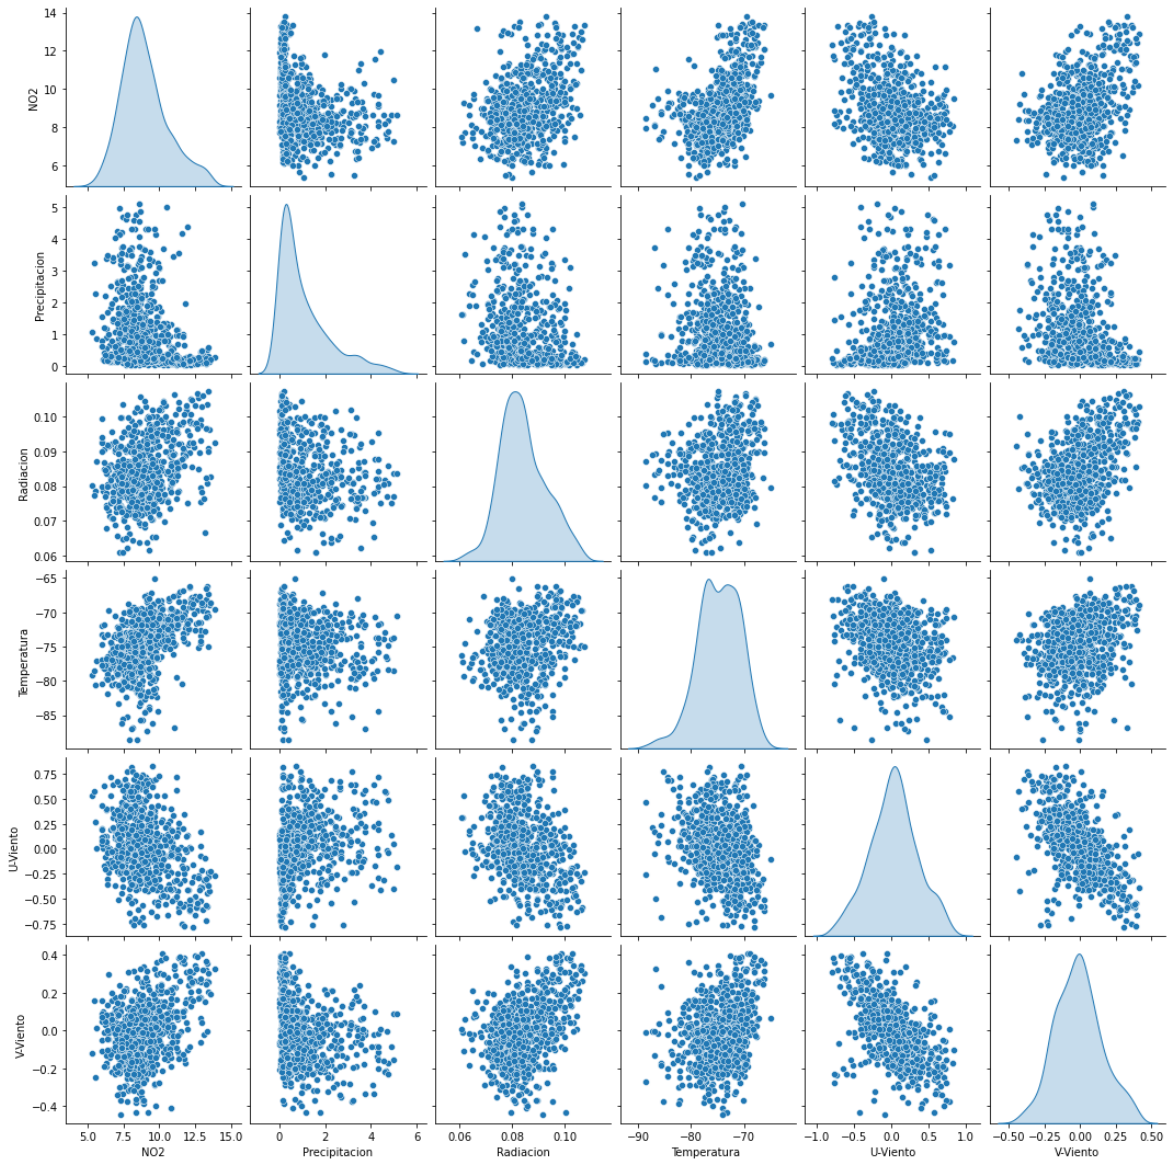 14
12
10
8
6
NO2
5
4
3
2
1
0
Precipitacion
0.10
0.09
0.08
0.07
0.06
Radiacion
−65
−70
−75
−80
−85
Temperatura
0.75
0.50
0.25
0.00
−0.25
−0.50
−0.75
U-Viento
0.4
0.2
0.0
−0.2
−0.4
V-Viento
5.0 7.5 10.0 12.5 15.0
NO2
0 2 4 6
Precipitacion
0.06 0.08 0.10
Radiacion
−90 −80 −70
Temperatura
−1.0 −0.5 0.0 0.5 1.0
U-Viento
−0.50 −0.25 0.00 0.25 0.50
V-Viento